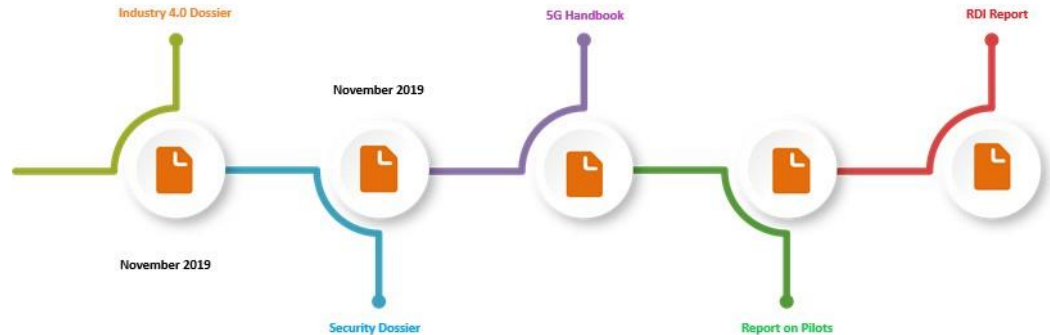 Industry 4.0 Dossier
5G Handbook
RDI Report
November 2019
November 2019
Security Dossier
Report on Pilots